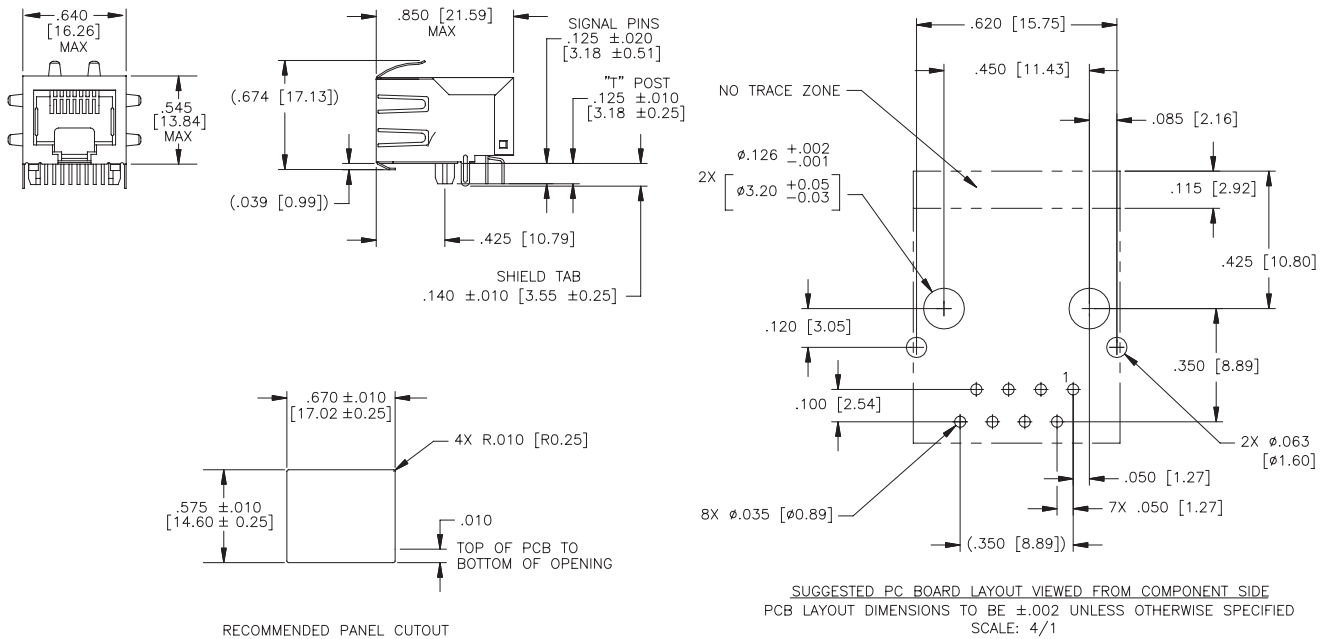 .640
[16.26]
MAX
.545
[13.84]
MAX
.850 [21.59]
MAX
(.674 [17.13])
(.039 [0.99])
SIGNAL PINS
.125 ±.020
[3.18 ±0.51]
"T" POST
.125 ±.010
[3.18 ±0.25]
.425 [10.79]
SHIELD TAB
.140 ±.010 [3.55 ±0.25]
.670 ±.010
[17.02 ±0.25]
4X R.010 [R0.25]
.575 ±.010
[14.60 ± 0.25]
.010
TOP OF PCB TO
BOTTOM OF OPENING
RECOMMENDED PANEL CUTOUT
.620 [15.75]
.450 [11.43]
NO TRACE ZONE
.085 [2.16]
ø.126 +.002 -.001
2X [ø3.20 +0.05 -0.03]
.115 [2.92]
.425 [10.80]
.120 [3.05]
.350 [8.89]
1
.100 [2.54]
2X ø.063
[ø1.60]
.050 [1.27]
8X ø.035 [ø0.89]
7X .050 [1.27]
(.350 [8.89])
SUGGESTED PC BOARD LAYOUT VIEWED FROM COMPONENT SIDE
PCB LAYOUT DIMENSIONS TO BE ±.002 UNLESS OTHERWISE SPECIFIED
SCALE: 4/1